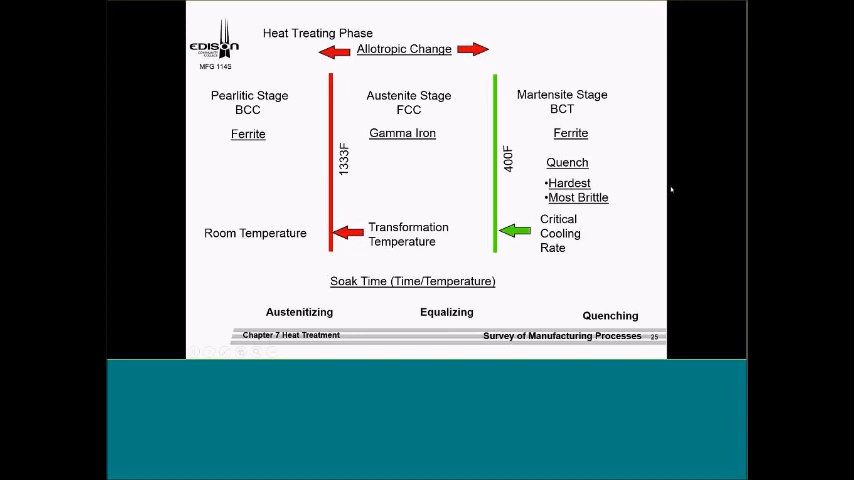 Heat Treating Phase
EDISON
MFG 114S
Allotropic Change
Pearlitic Stage
BCC
Ferrite
Austenite Stage
FCC
Gamma Iron
Martensite Stage
BCT
Ferrite
1333F
400F
Quench
•Hardest
•Most Brittle
Room Temperature
Transformation
Temperature
Critical
Cooling
Rate
Soak Time (Time/Temperature)
Austenitizing
Equalizing
Quenching
Chapter 7 Heat Treatment
Survey of Manufacturing Processes
25